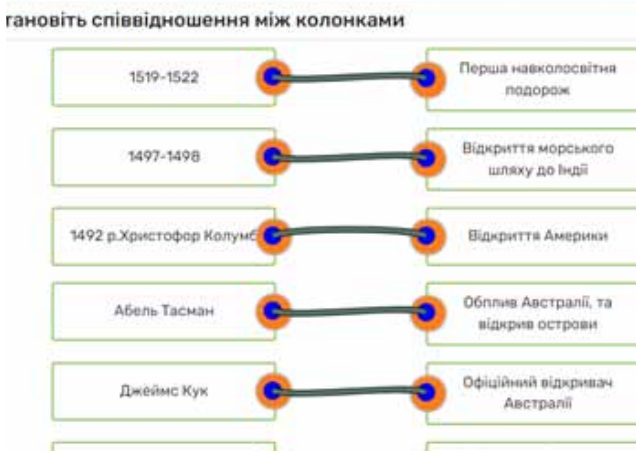 тановіть співвідношення між колонками
1519-1522
Перша навколосвітня
подорож
1497-1498
Відкриття морського
шляху до Індії
1492 р.Христофор Колумб
Відкриття Америки
Абель Тасман
Обплив Австралії, та
відкрив острови
Джеймс Кук
Офіційний відкривач
Австралії